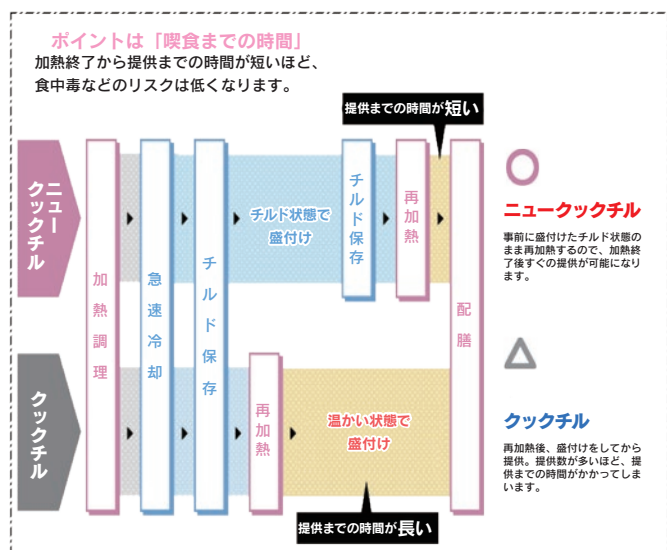 ポイントは「喫食までの時間」
加熱終了から提供までの時間が短いほど、
食中毒などのリスクは低くなります。
提供までの時間が短い
ニュー
クックチル
加熱調理
急速冷却
チルド保存
チルド状態で
盛付け
チルド保存
再加熱
配膳
ニュークックチル
事前に盛付けたチルド状態の
まま再加熱するので、加熱終
了後すぐの提供が可能になり
ます。
クックチル
再加熱
温かい状態で
盛付け
提供までの時間が長い
クックチル
再加熱後、盛付けをしてから
提供。提供数が多いほど、提
供までの時間がかかってしま
います。